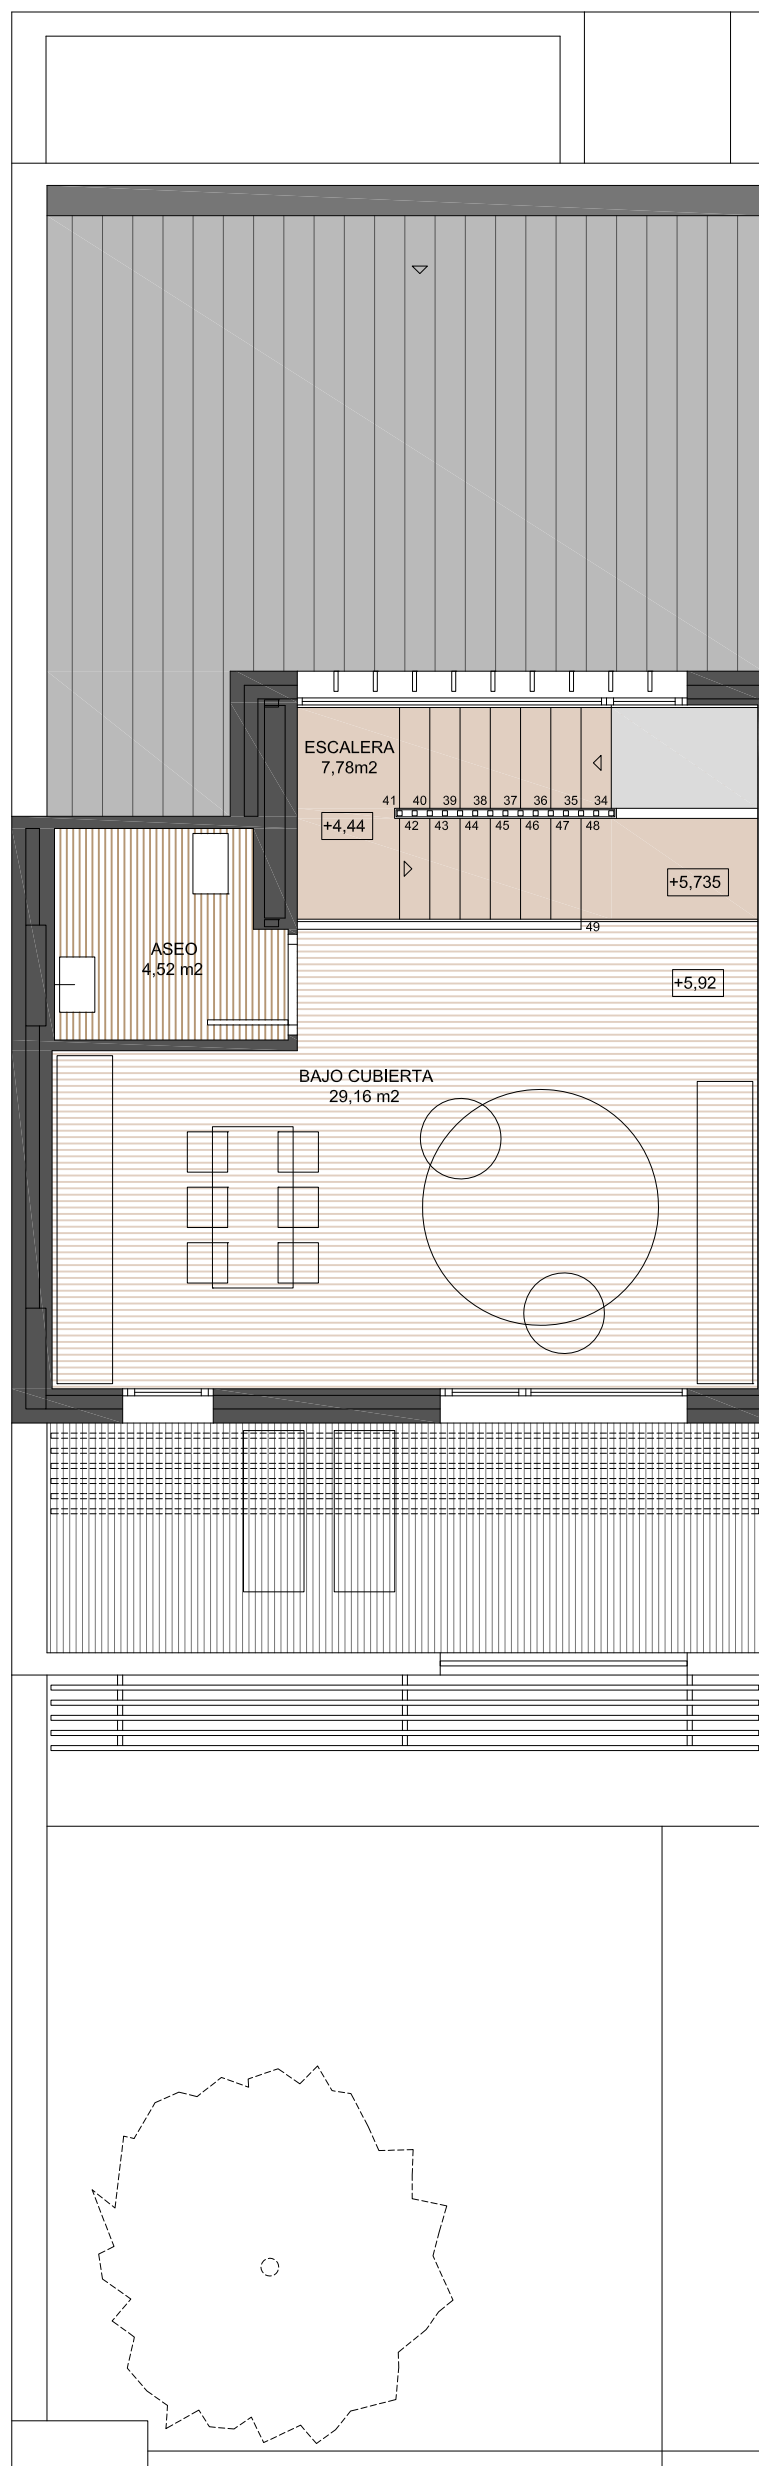 ESCALERA
7,78m2
41 40 39 38 37 36 35 34
+4,44
42 43 44 45 46 47 48
+5,735
49
ASEO
4,52 m2
+5,92
BAJO CUBIERTA
29,16 m2